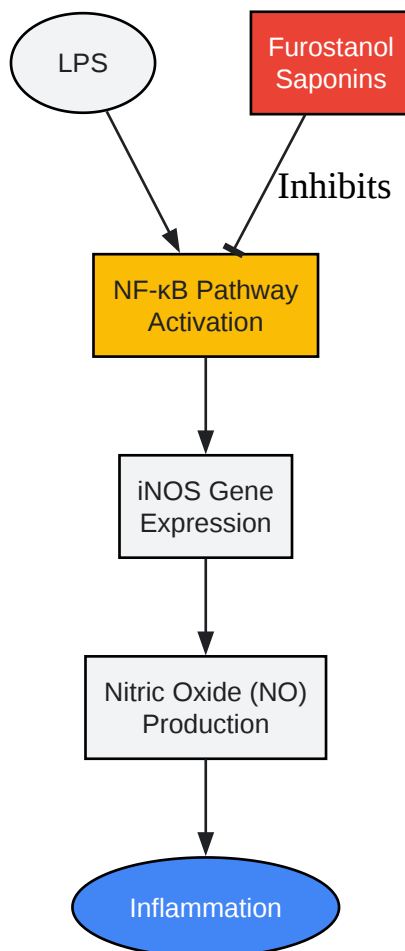 LPS
Furostanol
Saponins
Inhibits
NF-κB Pathway
Activation
iNOS Gene
Expression
Nitric Oxide (NO)
Production
Inflammation